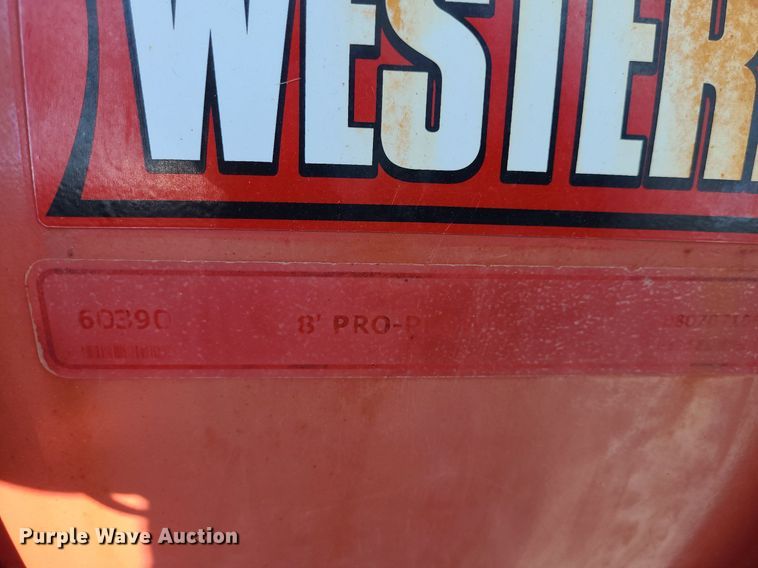 WESTER
60390 8' PRO-P
Purple Wave Auction